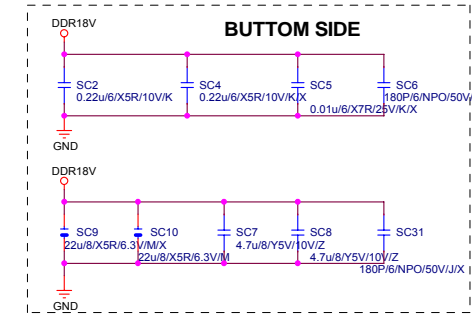 BUTTOM SIDE
DDR18V
SC2
0.22u/6/X5R/10V/K
SC4
0.22u/6/X5R/10V/K/X
SC5
0.01u/6/X7R/25V/K/X
SC6
180P/6/NPO/50V/
GND
DDR18V
SC9
22u/8/X5R/6.3V/M/X
SC10
22u/8/X5R/6.3V/M
SC7
4.7u/8/Y5V/10V/Z
SC8
4.7u/8/Y5V/10V/Z
SC31
180P/6/NPO/50V/J/X
GND